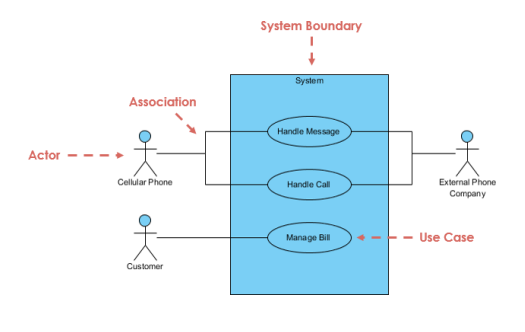 System Boundary
System
Association
Handle Message
Actor
Cellular Phone
Handle Call
External Phone
Company
Manage Bill
Use Case
Customer